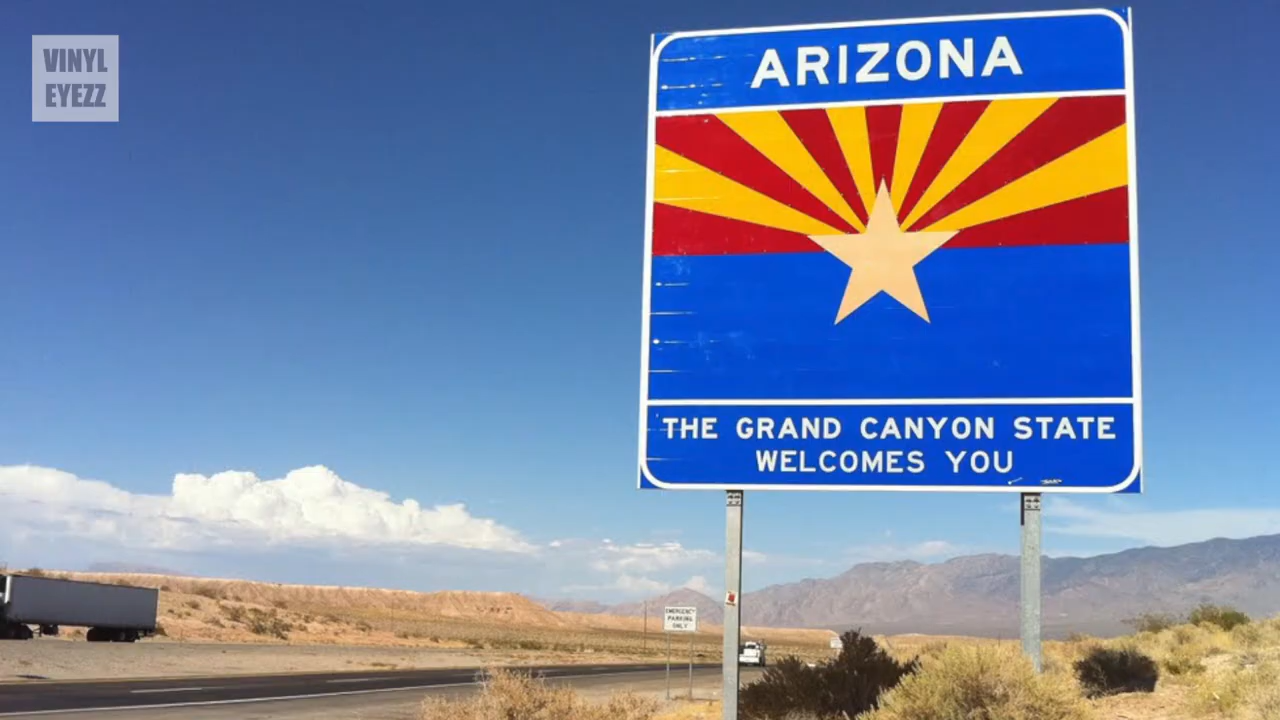 VINYL
EYEZZ
ARIZONA
THE GRAND CANYON STATE
WELCOMES YOU
EMERGENCY
PARKING
ONLY